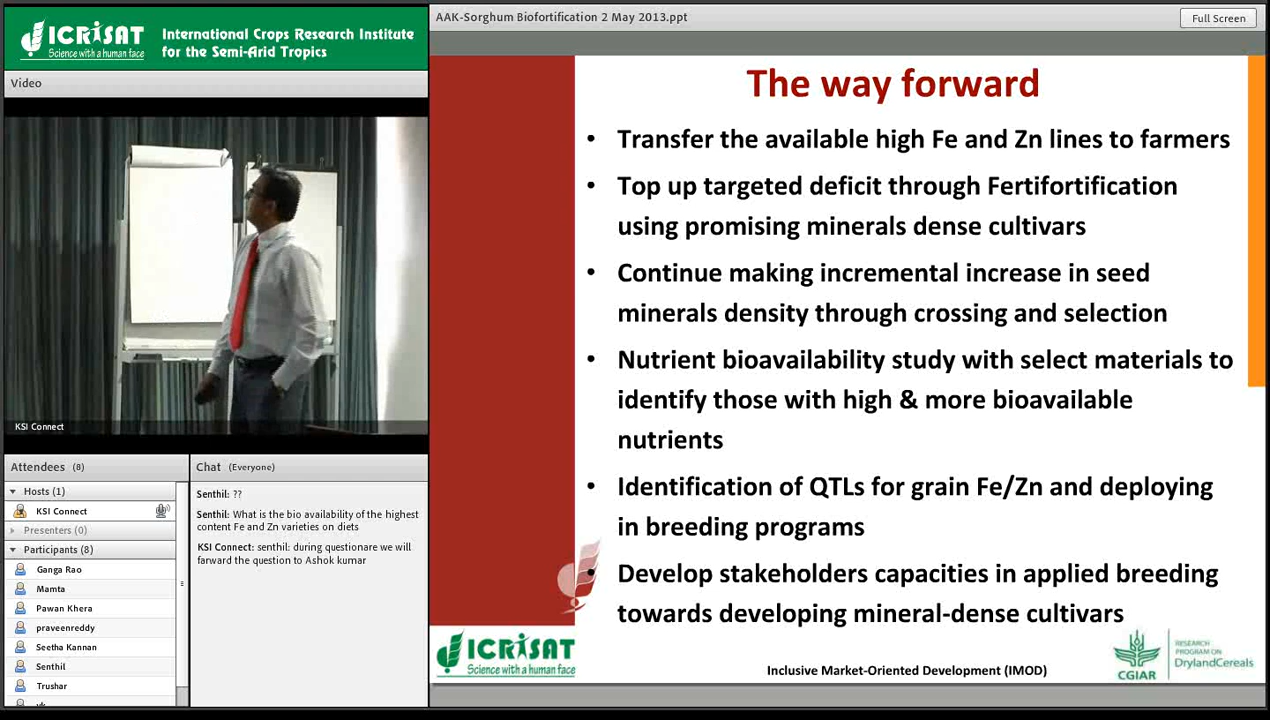 ICRISAT
Science with a human face
International Crops Research Institute
for the Semi-Arid Tropics
Video
KSI Connect
Attendees (8)
Hosts (1)
KSI Connect
Presenters (0)
Participants (8)
Ganga Rao
Mamta
Pawan Khera
praveenreddy
Seetha Kannan
Senthil
Trushar
Chat (Everyone)
Senthil: ??
Senthil: What is the bio availability of the highest
content Fe and Zn varieties on diets
KSI Connect: senthil: during questionare we will
farward the question to Ashok kumar
AAK-Sorghum Biofortification 2 May 2013.ppt
Full Screen
The way forward
• Transfer the available high Fe and Zn lines to farmers
• Top up targeted deficit through Fertifortification
using promising minerals dense cultivars
• Continue making incremental increase in seed
minerals density through crossing and selection
• Nutrient bioavailability study with select materials to
identify those with high & more bioavailable
nutrients
• Identification of QTLs for grain Fe/Zn and deploying
in breeding programs
• Develop stakeholders capacities in applied breeding
towards developing mineral-dense cultivars
ICRISAT
Science with a human face
Inclusive Market-Oriented Development (IMOD)
CGIAR
RESEARCH
PROGRAM ON
DrylandCereals